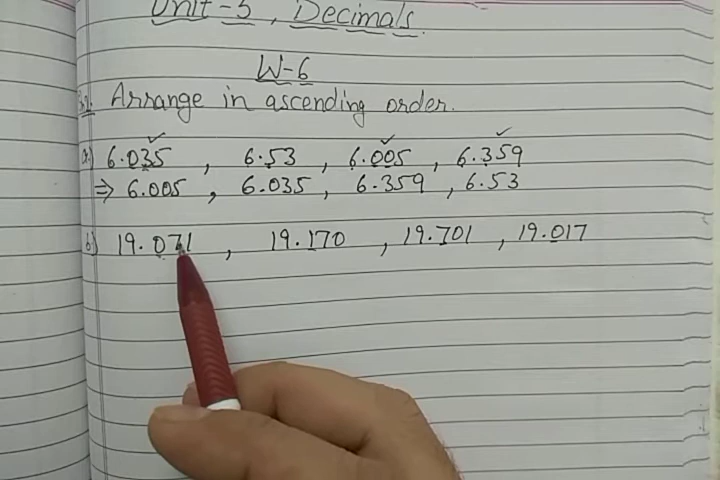 Unit-5, Decimals.
W-6
Arrange in ascending order.
a) 6.035 , 6.53 , 6.005 , 6.359
⇒ 6.005 , 6.035, 6.359 , 6.53
b) 19.071 , 19.170 , 19.701 , 19.017